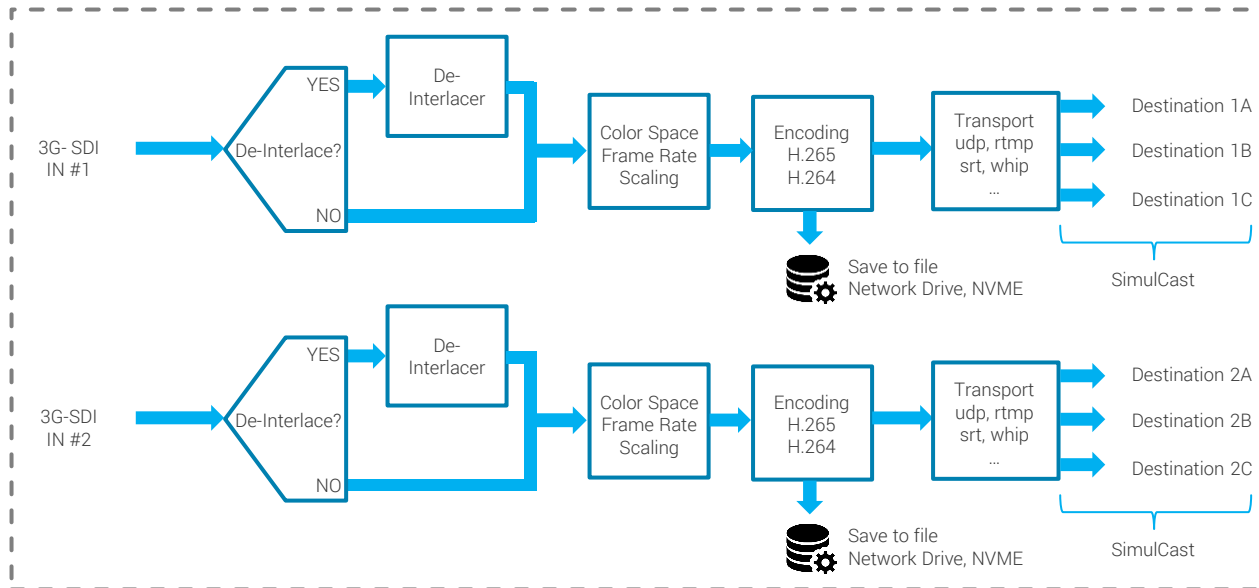 3G- SDI
IN #1
De-Interlace?
YES
NO
De-
Interlacer
Color Space
Frame Rate
Scaling
Encoding
H.265
H.264
Save to file
Network Drive, NVME
Transport
udp, rtmp
srt, whip
...
Destination 1A
Destination 1B
Destination 1C
SimulCast
3G-SDI
IN #2
De-Interlace?
YES
NO
De-
Interlacer
Color Space
Frame Rate
Scaling
Encoding
H.265
H.264
Save to file
Network Drive, NVME
Transport
udp, rtmp
srt, whip
...
Destination 2A
Destination 2B
Destination 2C
SimulCast